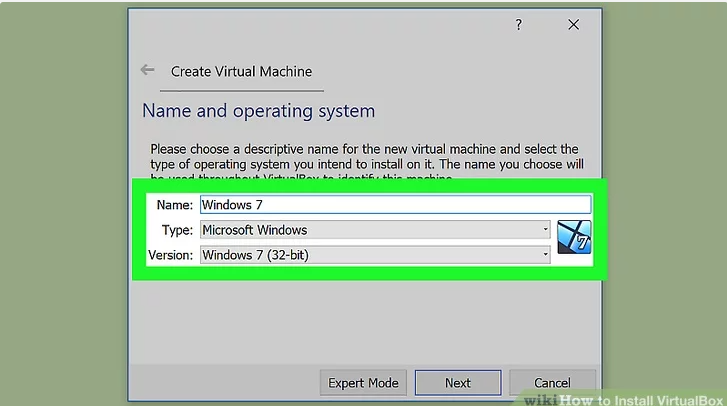 ?
Create Virtual Machine
Name and operating system
Please choose a descriptive name for the new virtual machine and select the
type of operating system you intend to install on it. The name you choose will
be used throughout VirtualBox to identify this machine.
Name: Windows 7
Type: Microsoft Windows
7
Version: Windows 7 (32-bit)
Expert Mode Next Cancel
wikiHow to Install VirtualBox